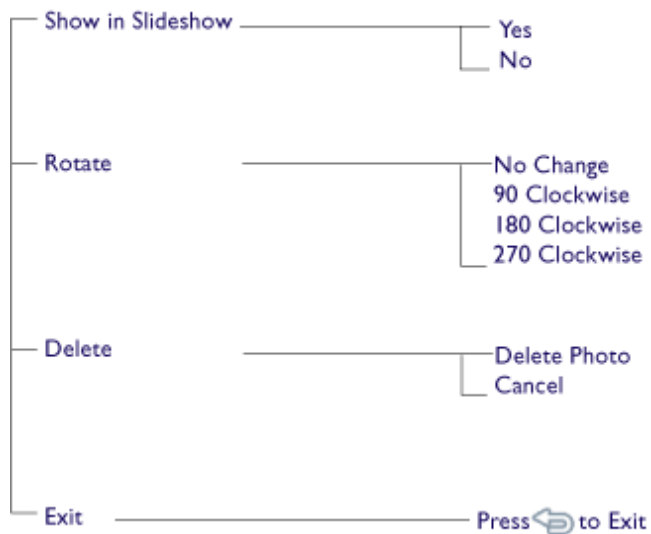 Show in Slideshow
Yes
No
Rotate
No Change
90 Clockwise
180 Clockwise
270 Clockwise
Delete
Delete Photo
Cancel
Exit
Press to Exit